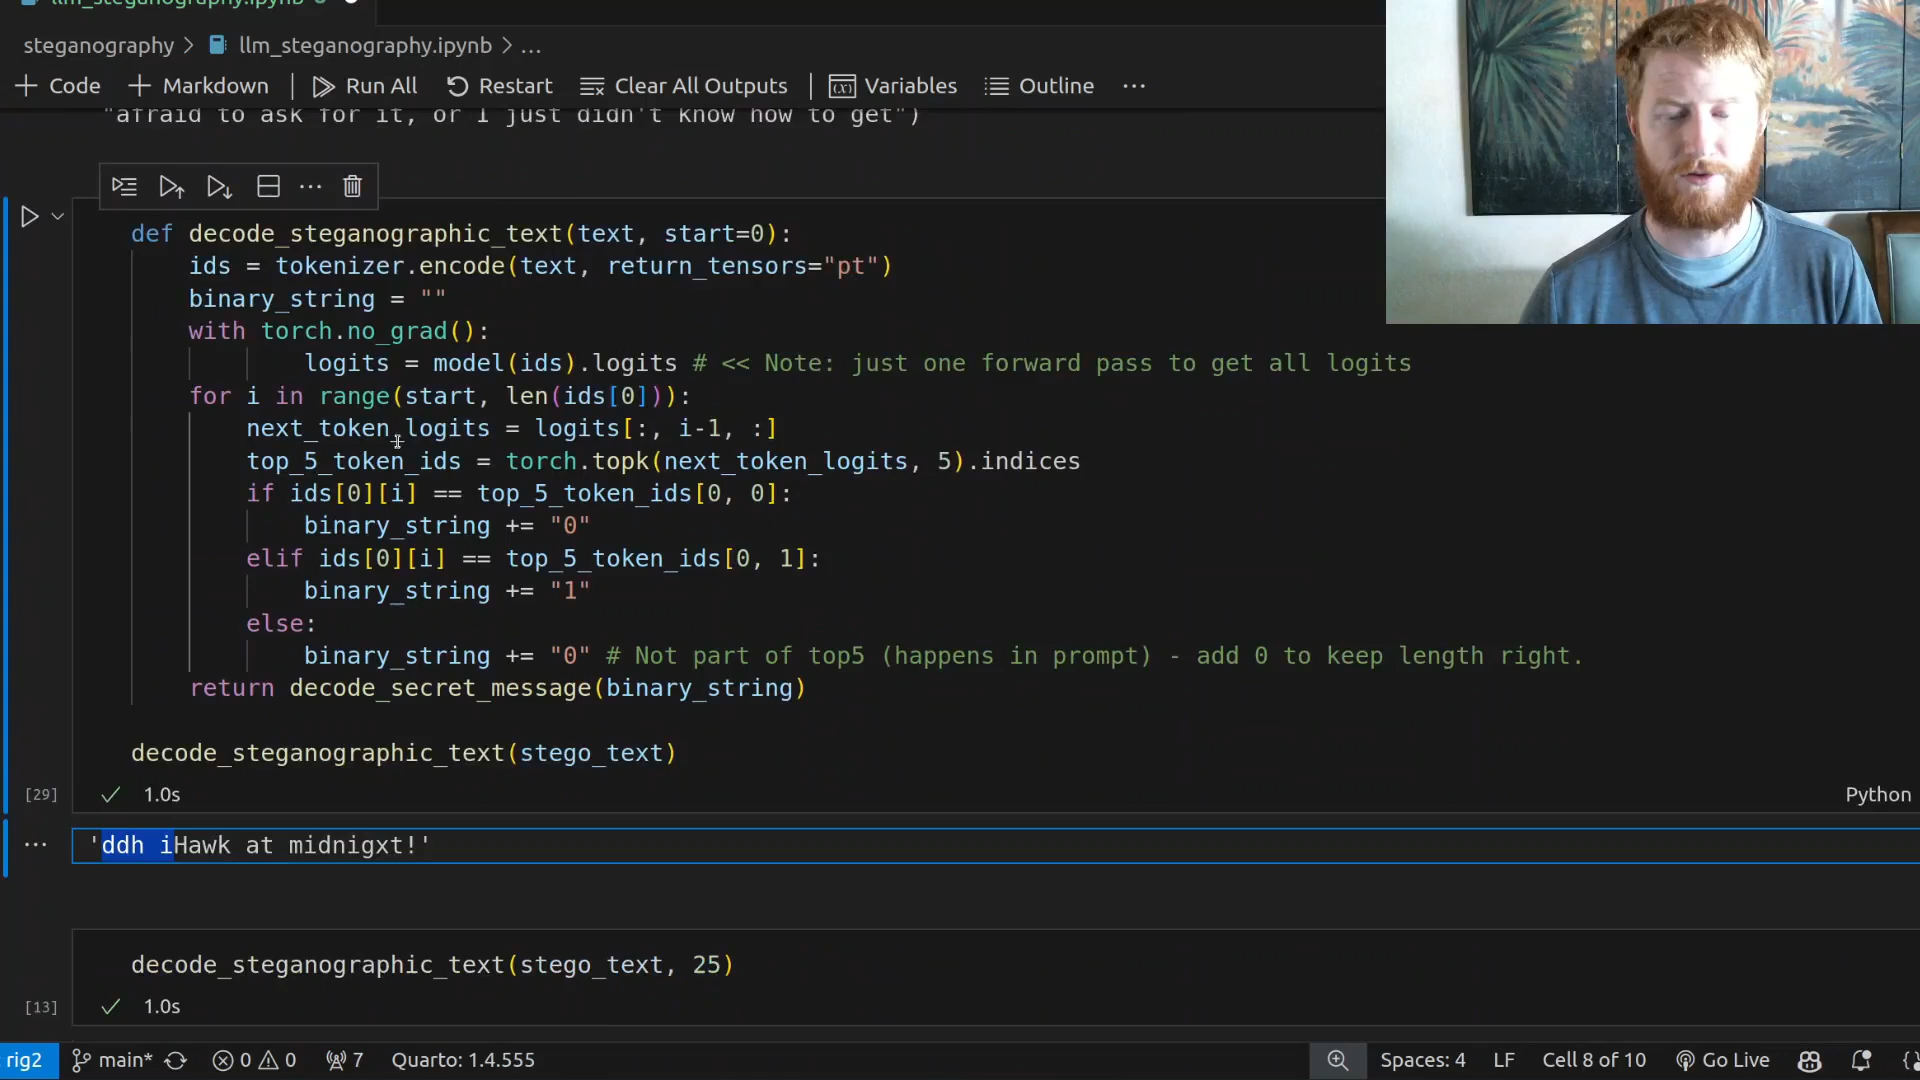 llm_steganography.ipynb
steganography > llm_steganography.ipynb > ...
+ Code + Markdown | Run All Restart Clear All Outputs | Variables Outline ...
"afraid to ask for it, or I just didn't know how to get")
def decode_steganographic_text(text, start=0):
ids = tokenizer.encode(text, return_tensors="pt")
binary_string = ""
with torch.no_grad():
logits = model(ids).logits # << Note: just one forward pass to get all logits
for i in range(start, len(ids[0])):
next_token_logits = logits[:, i-1, :]
top_5_token_ids = torch.topk(next_token_logits, 5).indices
if ids[0][i] == top_5_token_ids[0, 0]:
binary_string += "0"
elif ids[0][i] == top_5_token_ids[0, 1]:
binary_string += "1"
else:
binary_string += "0" # Not part of top5 (happens in prompt) - add 0 to keep length right.
return decode_secret_message(binary_string)
decode_steganographic_text(stego_text)
[29] 1.0s Python
'ddh iHawk at midnigxt!'
decode_steganographic_text(stego_text, 25)
[13] 1.0s
rig2 main* 0 0 7 Quarto: 1.4.555 Spaces: 4 LF Cell 8 of 10 Go Live